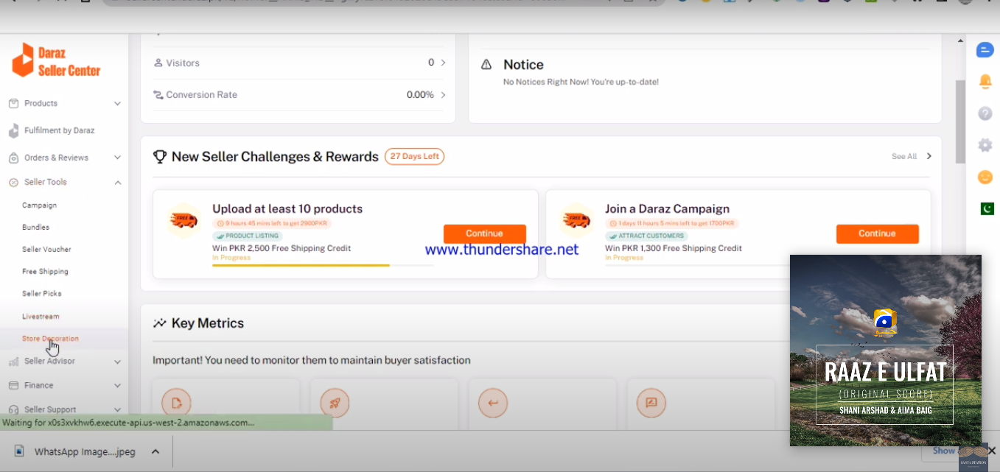 Daraz
Seller Center
Products
Fulfilment by Daraz
Orders & Reviews
Seller Tools
Campaign
Bundles
Seller Voucher
Free Shipping
Seller Picks
Livestream
Store Decoration
Seller Advisor
Finance
Seller Support
Visitors
0
Conversion Rate
0.00%
Notice
No Notices Right Now! You're up-to-date!
New Seller Challenges & Rewards
27 Days Left
See All
Upload at least 10 products
9 hours 45 mins left to get 2900PKR
PRODUCT LISTING
Win PKR 2,500 Free Shipping Credit
In Progress
Continue
Join a Daraz Campaign
1 days 11 hours 5 mins left to get 1700PKR
ATTRACT CUSTOMERS
Win PKR 1,300 Free Shipping Credit
In Progress
Continue
www.thundershare.net
Key Metrics
Important! You need to monitor them to maintain buyer satisfaction
RAAZ E ULFAT
(ORIGINAL SCORE)
SHANI ARSHAD & AIMA BAIG
Waiting for x0s3xvkhw6.execute-api.us-west-2.amazonaws.com...
WhatsApp Image....jpeg
Show
SASTA STATION